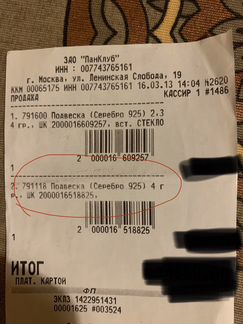 ЗАО "ПанКлуб"
ИНН : 007743765161
г. Москва, ул. Ленинская Слобода, 19
ККМ 00065175 ИНН 007743765161
16.03.13 14:04 №2620
ПРОДАЖА КАССИР 1 #1486
1. 791600 Подвеска (Серебро 925) 2.3
4 гр., ШК 2000016609257, вст. СТЕКЛО
2 000016 609257
1
2. 791118 Подвеска (Серебро 925) 4 г
р., ШК 2000016518825,
2 000016 518825
1
ИТОГ
ПЛАТ. КАРТОЙ
ФП
ЭКЛЗ 1422951431
00001625 #003524